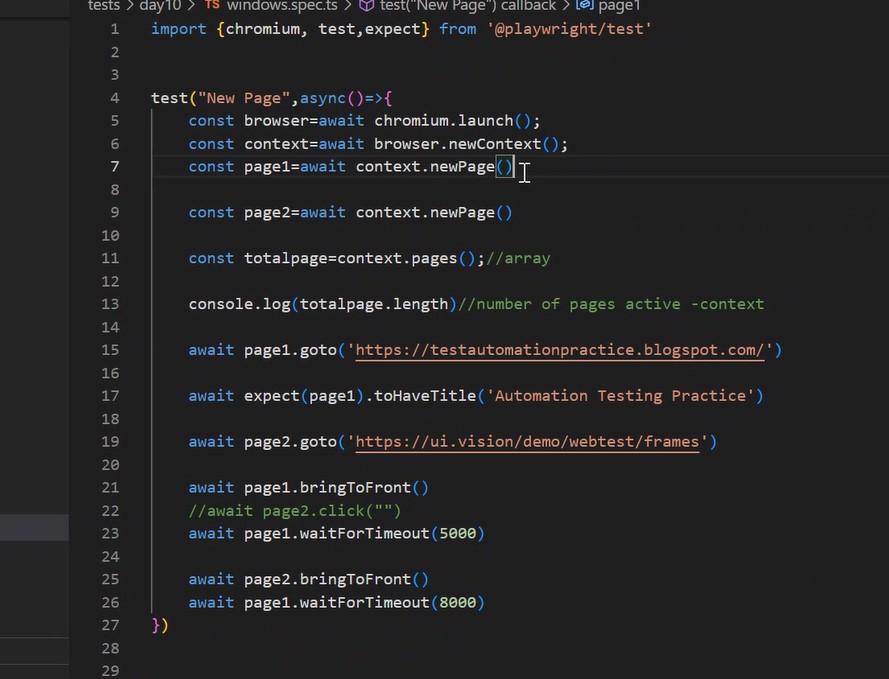 tests > day10 > TS windows.spec.ts > test("New Page") callback > page1
1 import {chromium, test,expect} from '@playwright/test'
2
3
4 test("New Page",async()=>{
5 const browser=await chromium.launch();
6 const context=await browser.newContext();
7 const page1=await context.newPage()
8
9 const page2=await context.newPage()
10
11 const totalpage=context.pages();//array
12
13 console.log(totalpage.length)//number of pages active -context
14
15 await page1.goto('https://testautomationpractice.blogspot.com/')
16
17 await expect(page1).toHaveTitle('Automation Testing Practice')
18
19 await page2.goto('https://ui.vision/demo/webtest/frames')
20
21 await page1.bringToFront()
22 //await page2.click("")
23 await page1.waitForTimeout(5000)
24
25 await page2.bringToFront()
26 await page1.waitForTimeout(8000)
27 })
28
29